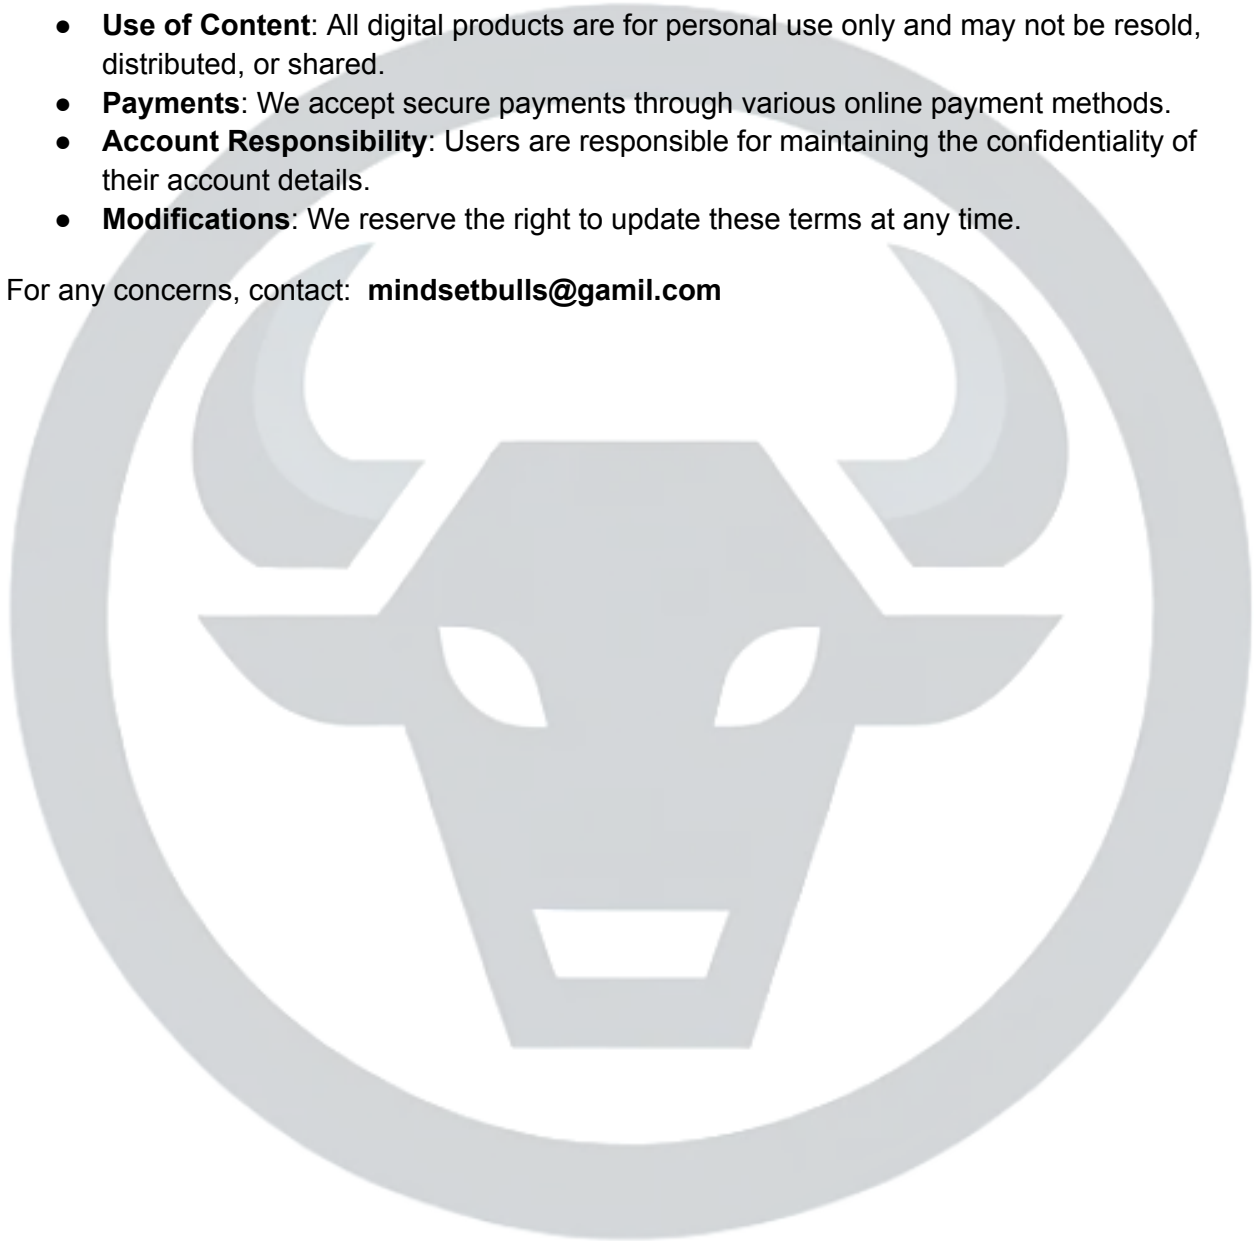 ● Use of Content: All digital products are for personal use only and may not be resold,
distributed, or shared.
● Payments: We accept secure payments through various online payment methods.
● Account Responsibility: Users are responsible for maintaining the confidentiality of
their account details.
● Modifications: We reserve the right to update these terms at any time.
For any concerns, contact: mindsetbulls@gamil.com